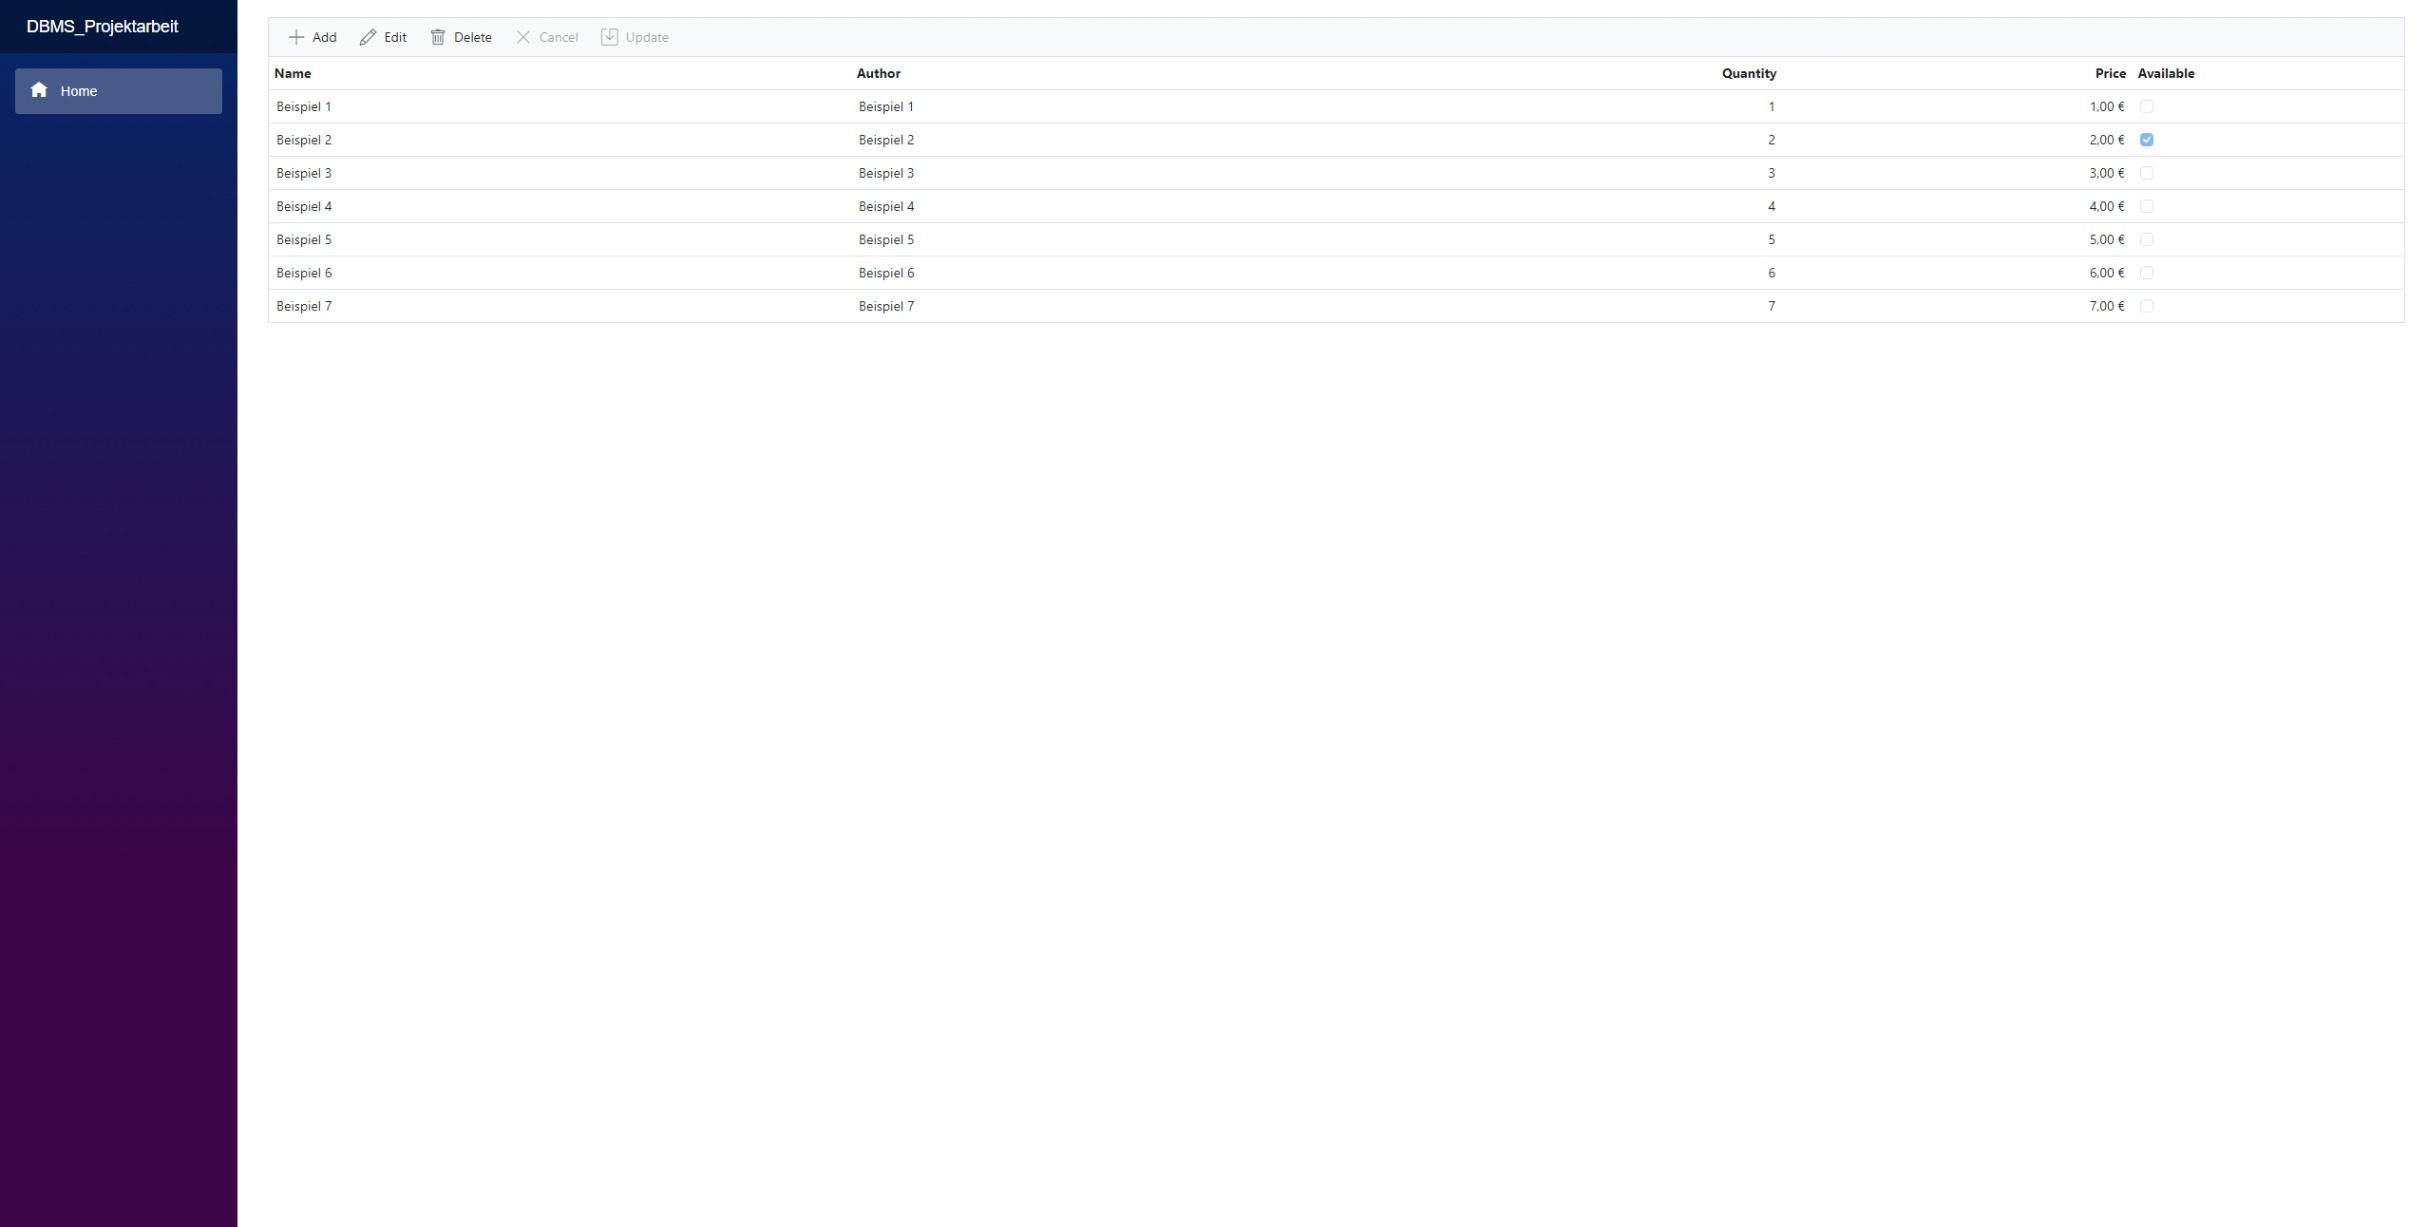 DBMS_Projektarbeit
Home
Add Edit Delete Cancel Update
Name Author Quantity Price Available
Beispiel 1 Beispiel 1 1 1,00 €
Beispiel 2 Beispiel 2 2 2,00 €
Beispiel 3 Beispiel 3 3 3,00 €
Beispiel 4 Beispiel 4 4 4,00 €
Beispiel 5 Beispiel 5 5 5,00 €
Beispiel 6 Beispiel 6 6 6,00 €
Beispiel 7 Beispiel 7 7 7,00 €